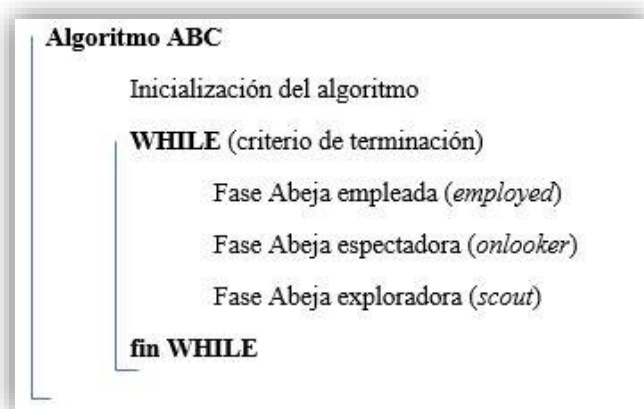 Algoritmo ABC
Inicialización del algoritmo
WHILE (criterio de terminación)
Fase Abeja empleada (employed)
Fase Abeja espectadora (onlooker)
Fase Abeja exploradora (scout)
fin WHILE